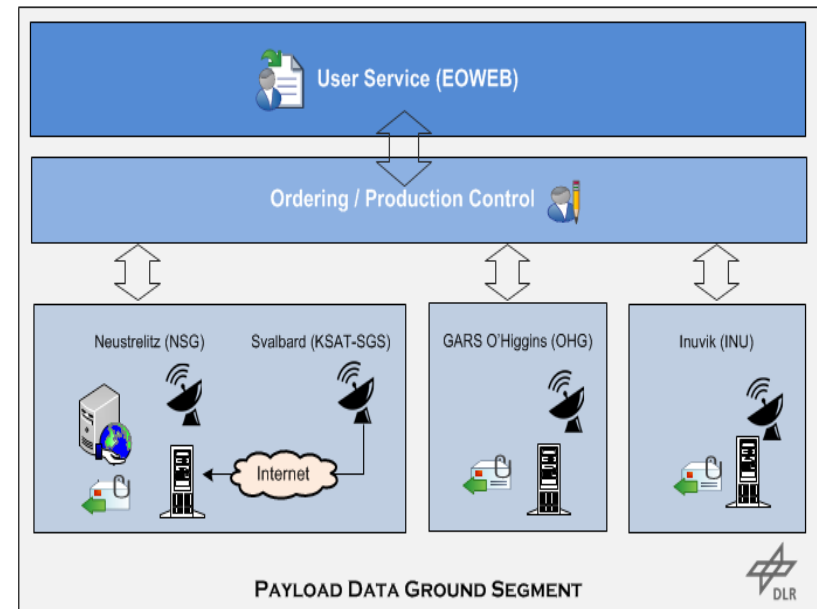 User Service (EOWEB)
Ordering / Production Control
Neustrelitz (NSG)
Svalbard (KSAT-SGS)
GARS O'Higgins (OHG)
Inuvik (INU)
Internet
PAYLOAD DATA GROUND SEGMENT
DLR